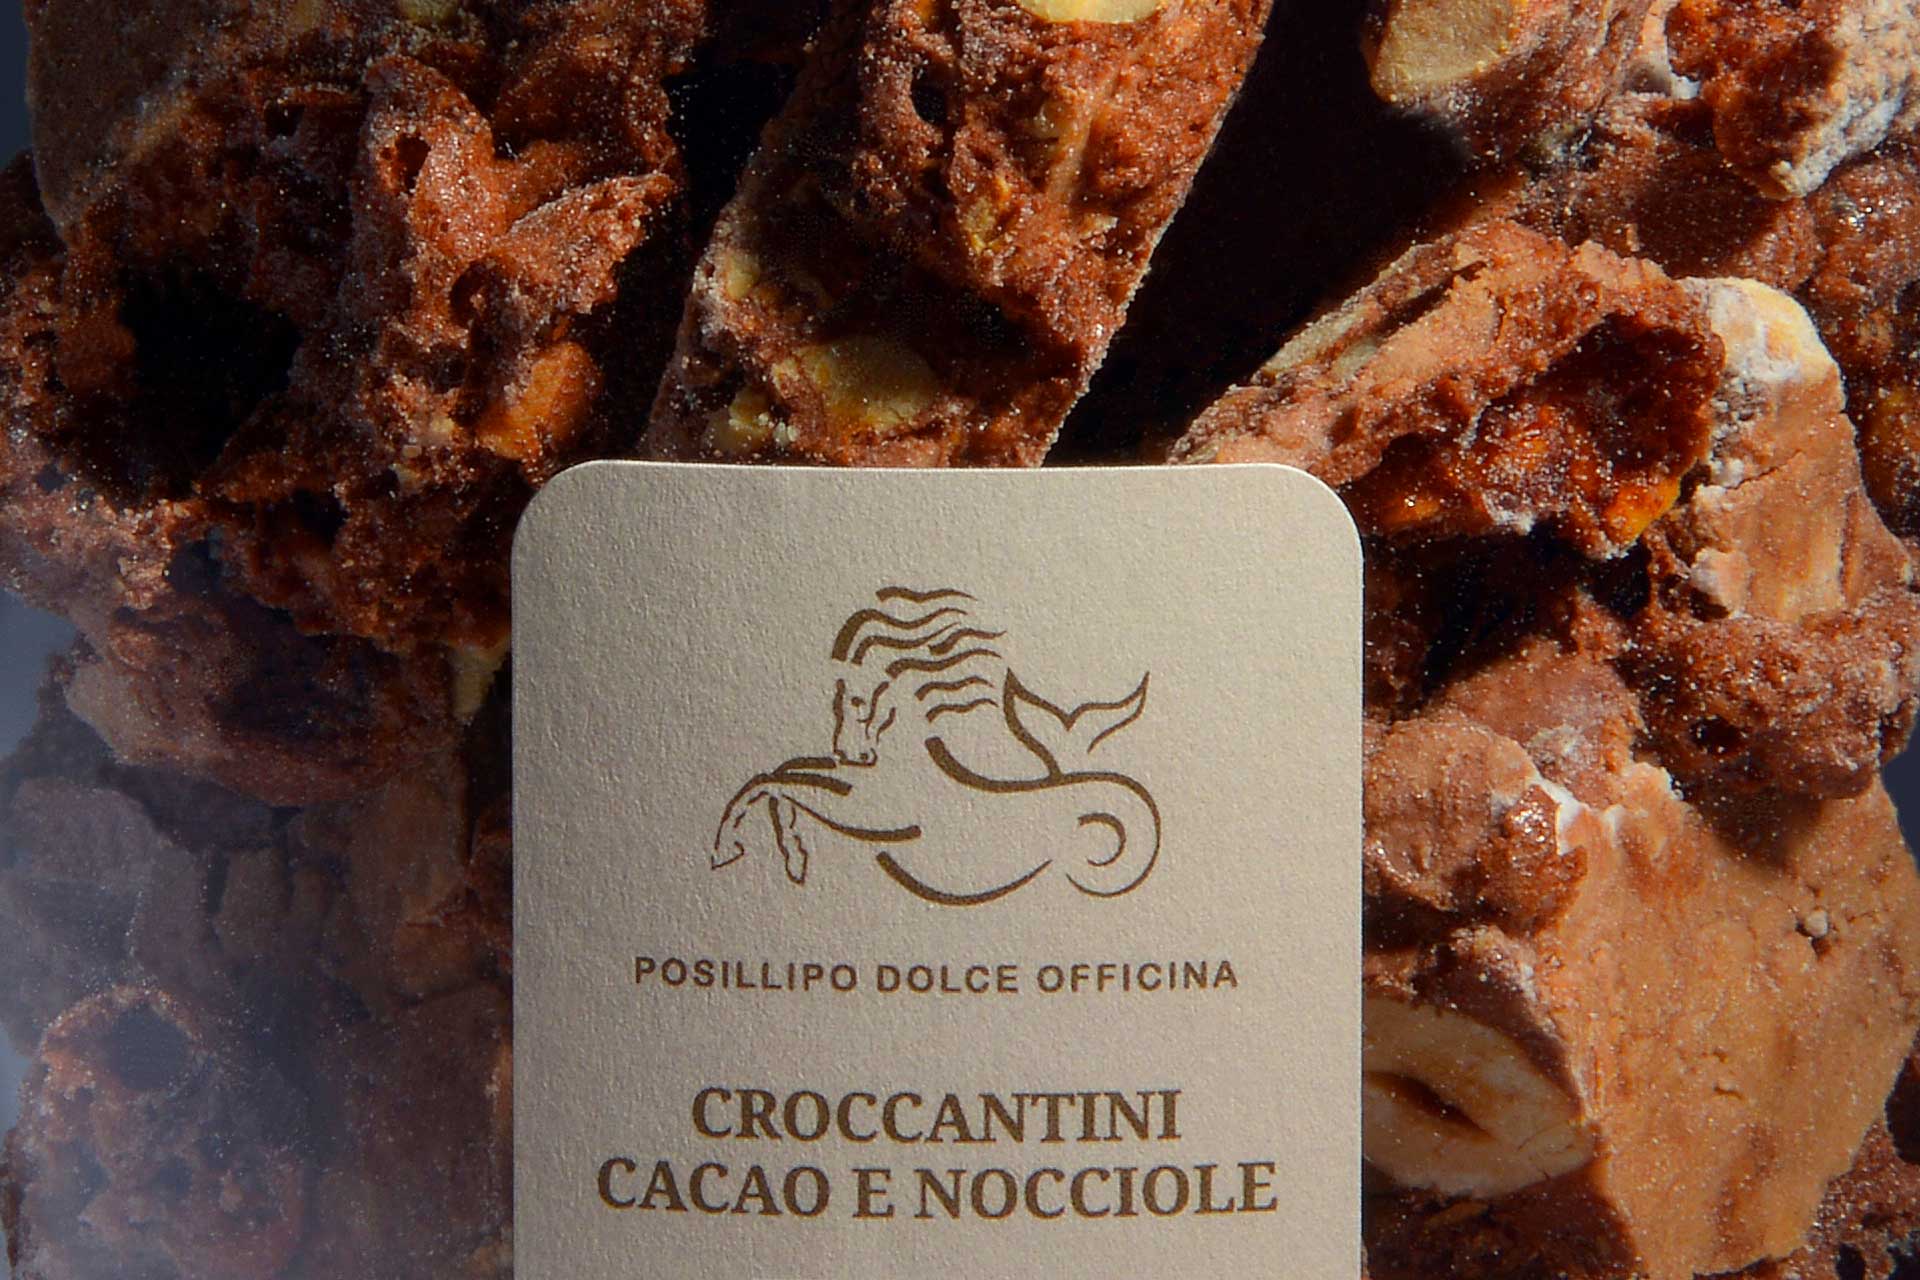 POSILLIPO DOLCE OFFICINA
CROCCANTINI
CACAO E NOCCIOLE